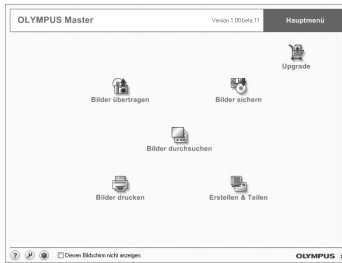 OLYMPUS Master Version 1.00 beta 11 Hauptmenü
Upgrade
Bilder übertragen Bilder sichern
Bilder durchsuchen
Bilder drucken Erstellen & Teilen
Diesen Bildschim nicht anzeigen. OLYMPUS